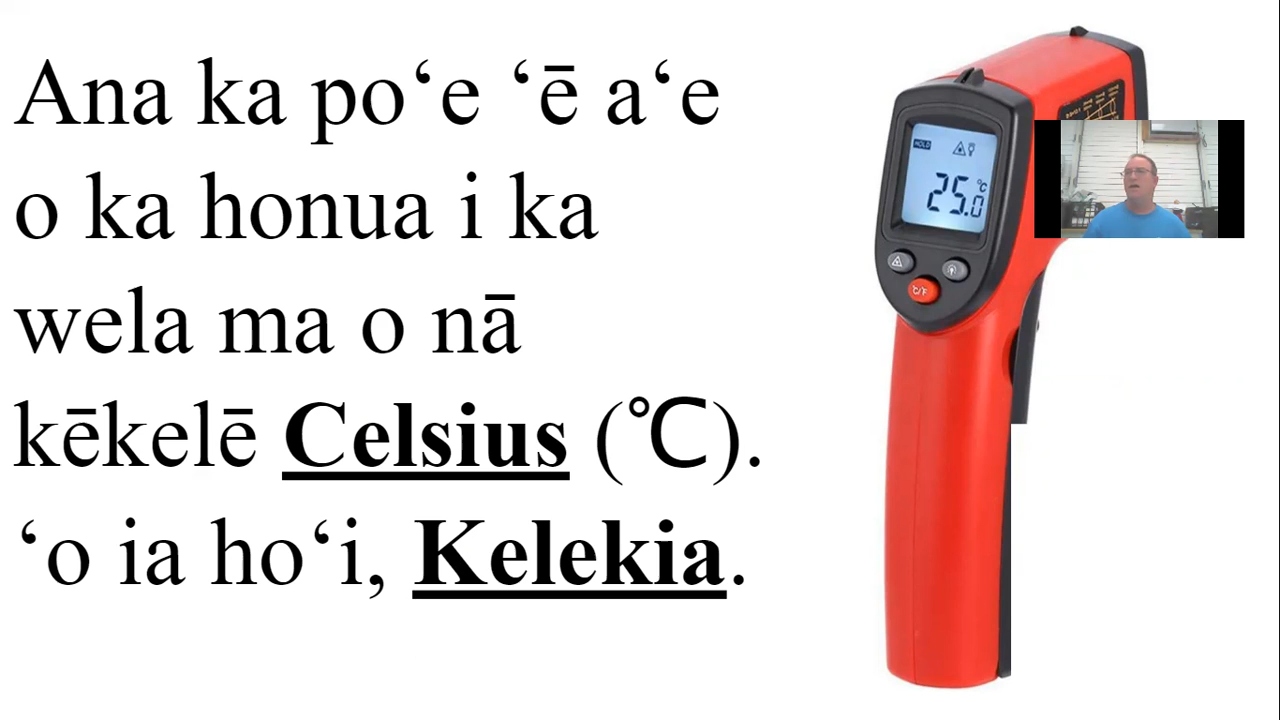 Ana ka poʻe ʻē aʻe
o ka honua i ka
wela ma o nā
kēkelē Celsius (℃).
ʻo ia hoʻi, Kelekia.
HOLD
℃
25.0
℃/℉